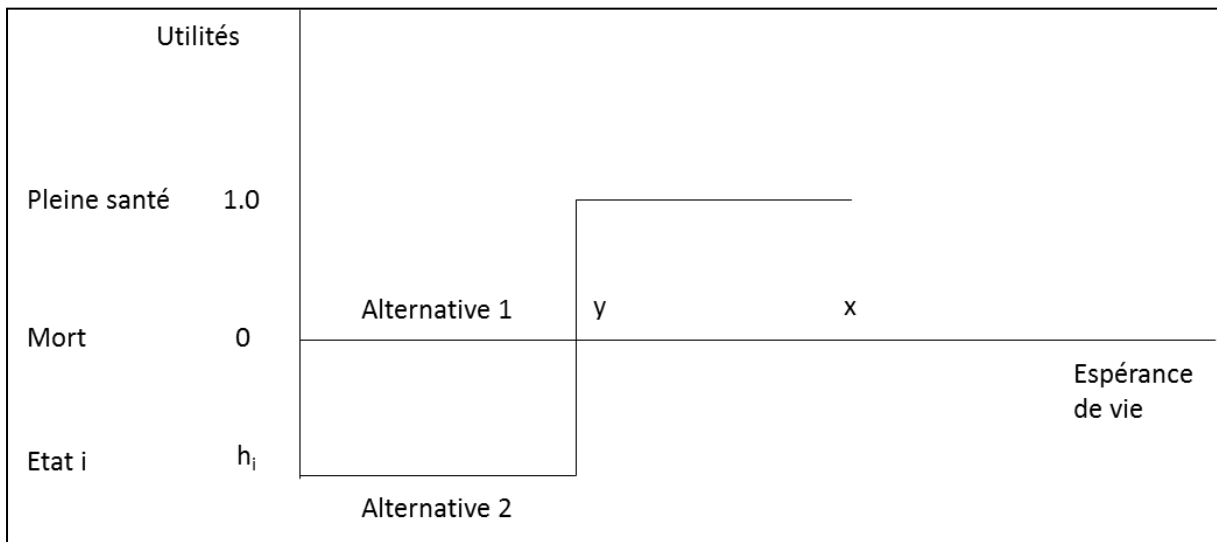 Utilités
Pleine santé 1.0
Alternative 1 y x
Mort 0
Espérance
de vie
Etat i hi
Alternative 2